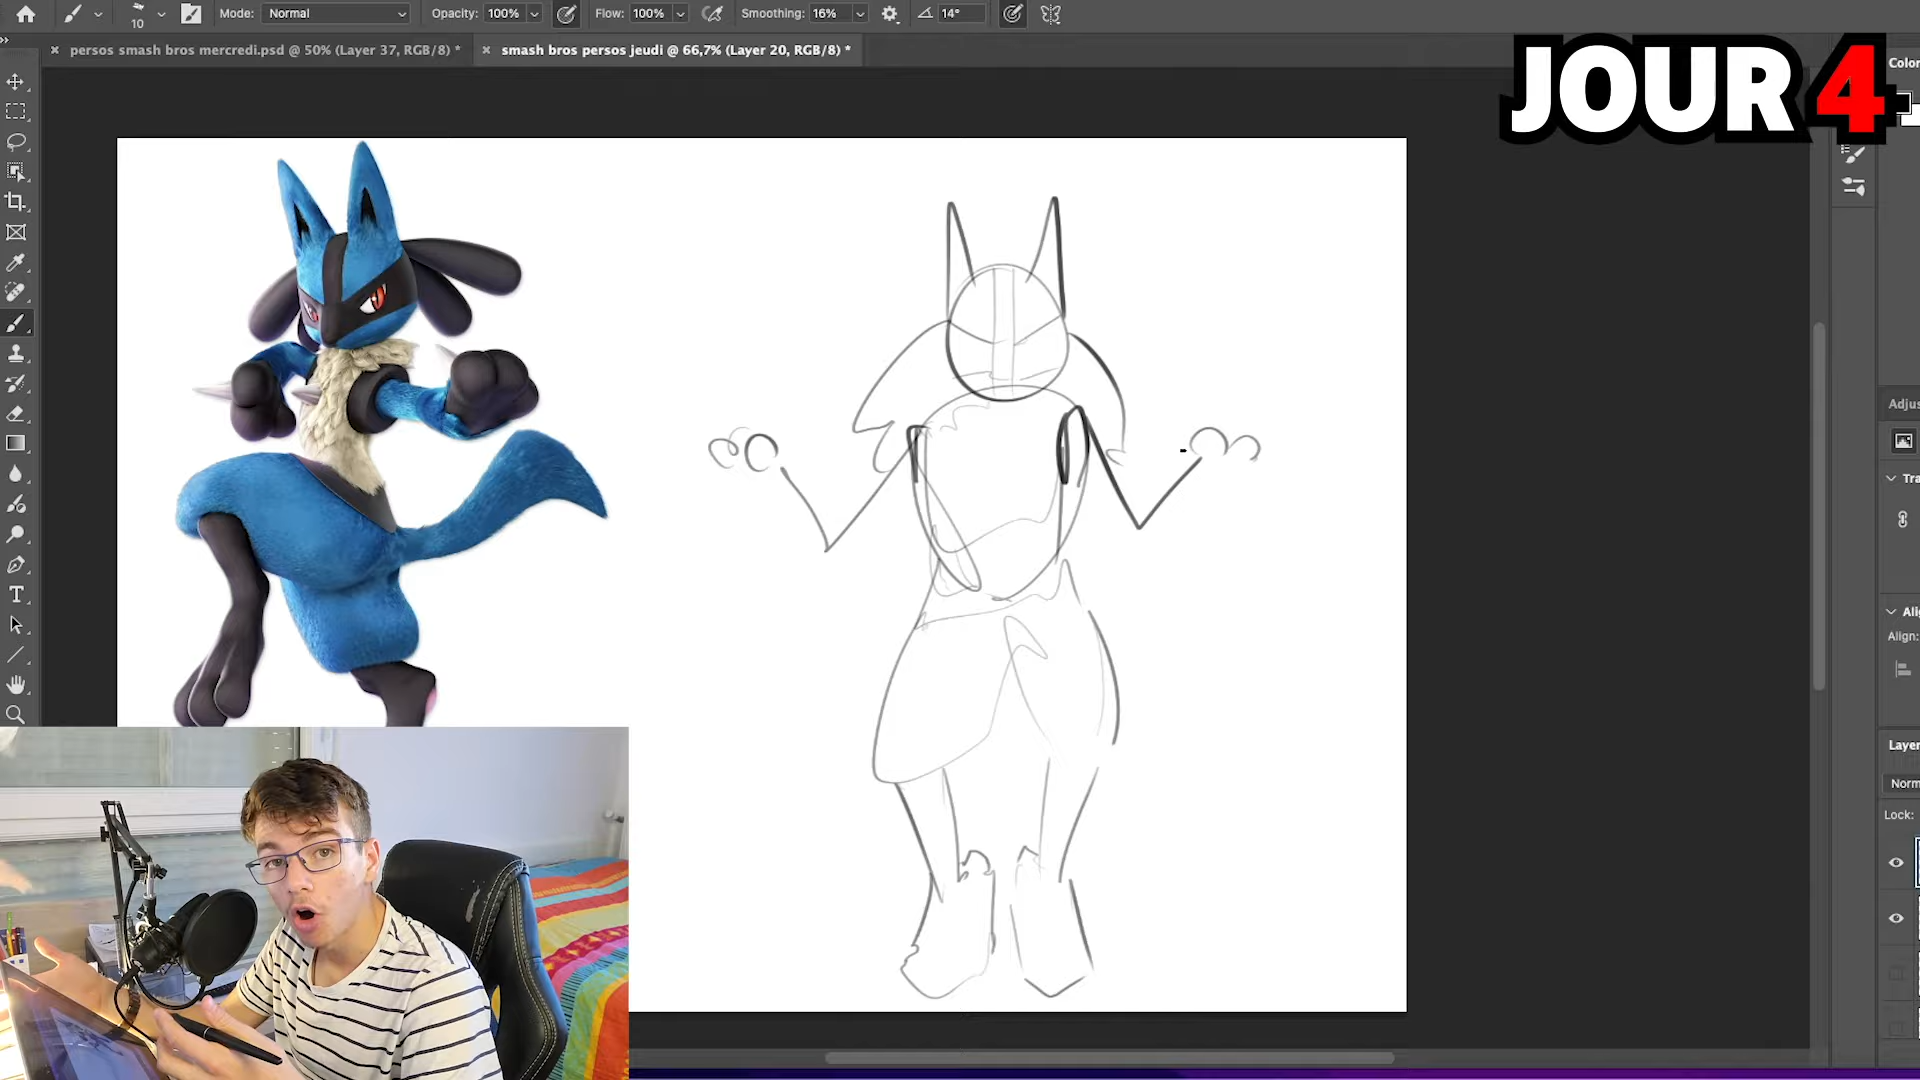 Mode: Normal Opacity: 100% Flow: 100% Smoothing: 16% 14°
10
persos smash bros mercredi.psd @ 50% (Layer 37, RGB/8) *
smash bros persos jeudi @ 66,7% (Layer 20, RGB/8) *
JOUR 4
Color
Adjus
Tra
Ali
Align:
Layer
Norm
Lock: